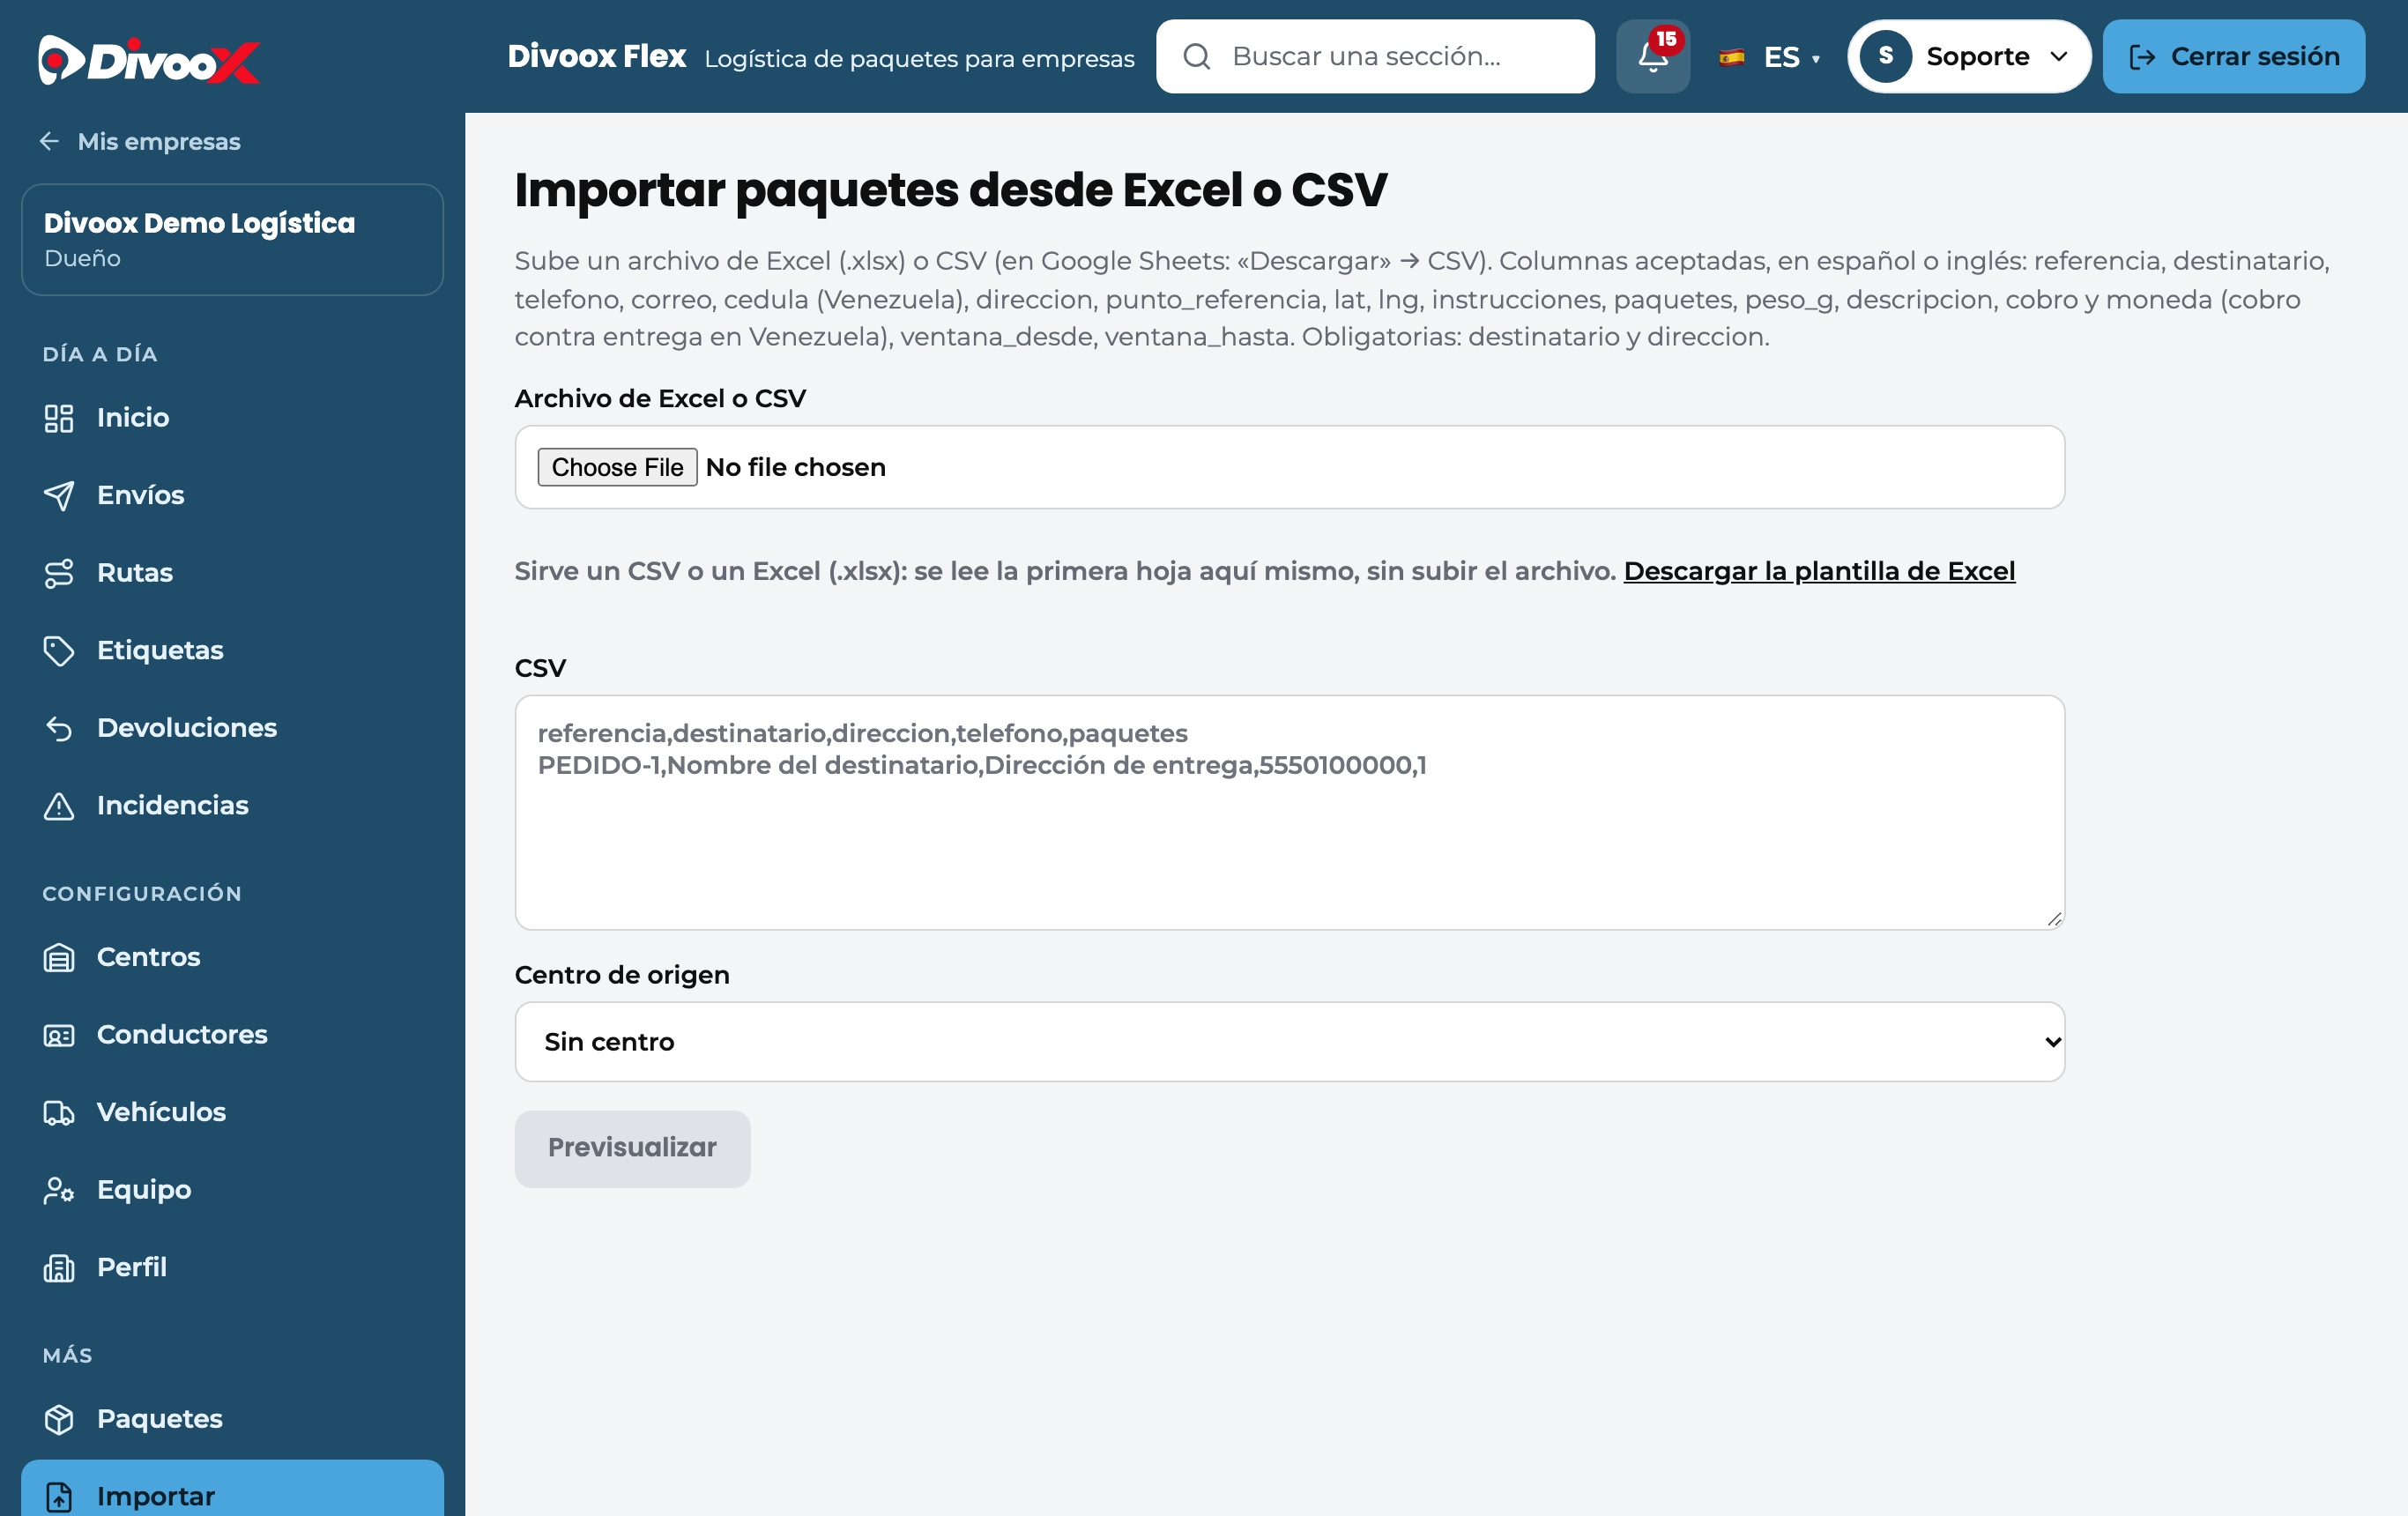 Divoox
Divoox Flex Logística de paquetes para empresas
Buscar una sección...
15
ES
S Soporte
Cerrar sesión
Mis empresas
Divoox Demo Logística
Dueño
DÍA A DÍA
Inicio
Envíos
Rutas
Etiquetas
Devoluciones
Incidencias
CONFIGURACIÓN
Centros
Conductores
Vehículos
Equipo
Perfil
MÁS
Paquetes
Importar
Importar paquetes desde Excel o CSV
Sube un archivo de Excel (.xlsx) o CSV (en Google Sheets: «Descargar» → CSV). Columnas aceptadas, en español o inglés: referencia, destinatario,
telefono, correo, cedula (Venezuela), direccion, punto_referencia, lat, lng, instrucciones, paquetes, peso_g, descripcion, cobro y moneda (cobro
contra entrega en Venezuela), ventana_desde, ventana_hasta. Obligatorias: destinatario y direccion.
Archivo de Excel o CSV
Choose File No file chosen
Sirve un CSV o un Excel (.xlsx): se lee la primera hoja aquí mismo, sin subir el archivo. Descargar la plantilla de Excel
CSV
referencia,destinatario,direccion,telefono,paquetes
PEDIDO-1,Nombre del destinatario,Dirección de entrega,5550100000,1
Centro de origen
Sin centro
Previsualizar